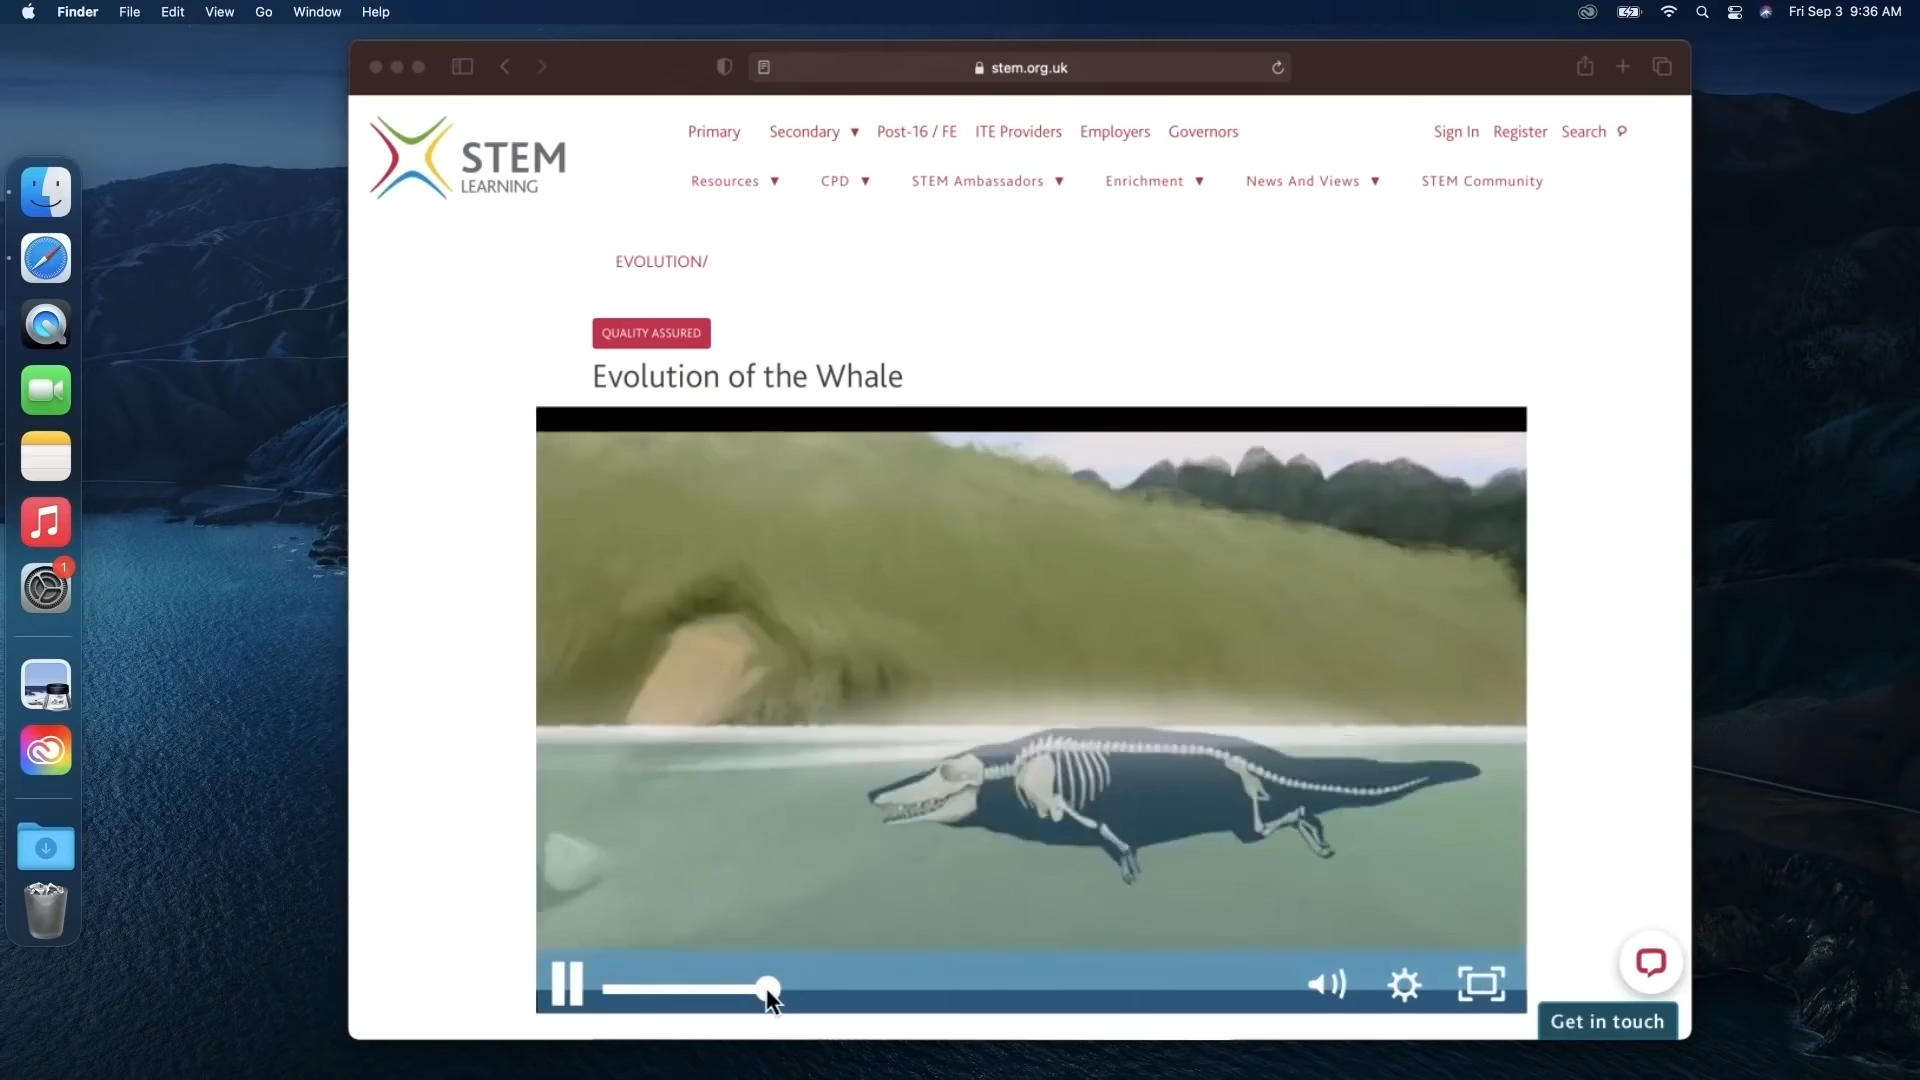 Finder File Edit View Go Window Help Fri Sep 3 9:36 AM
stem.org.uk
STEM
LEARNING
Primary Secondary ▼ Post-16 / FE ITE Providers Employers Governors Sign In Register Search
Resources ▼ CPD ▼ STEM Ambassadors ▼ Enrichment ▼ News And Views ▼ STEM Community
EVOLUTION/
QUALITY ASSURED
Evolution of the Whale
1
Get in touch